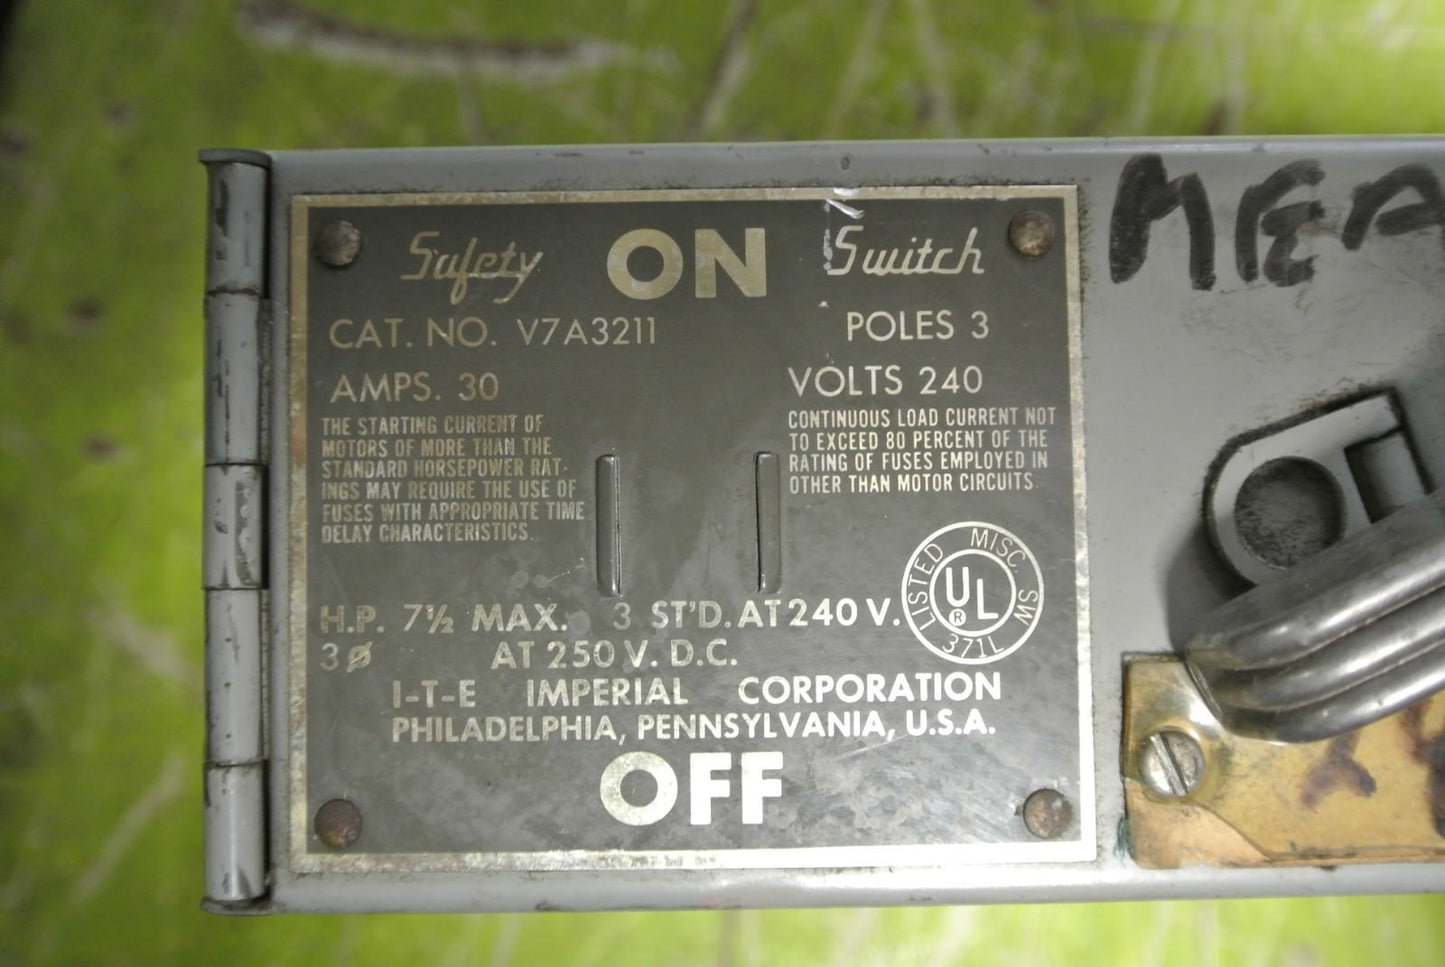 Safety ON Switch
CAT. NO. V7A3211
POLES 3
AMPS. 30
VOLTS 240
THE STARTING CURRENT OF
MOTORS OF MORE THAN THE
STANDARD HORSEPOWER RAT-
INGS MAY REQUIRE THE USE OF
FUSES WITH APPROPRIATE TIME
DELAY CHARACTERISTICS.
CONTINUOUS LOAD CURRENT NOT
TO EXCEED 80 PERCENT OF THE
RATING OF FUSES EMPLOYED IN
OTHER THAN MOTOR CIRCUITS.
H.P. 7½ MAX. 3 ST'D. AT 240 V.
3ø AT 250 V. D.C.
LISTED MISC SW 371L
UL®
I-T-E IMPERIAL CORPORATION
PHILADELPHIA, PENNSYLVANIA, U.S.A.
OFF
MEA